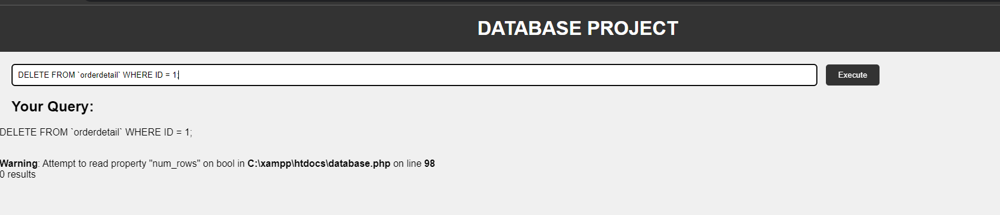 DATABASE PROJECT
DELETE FROM `orderdetail` WHERE ID = 1;
Execute
Your Query:
DELETE FROM `orderdetail` WHERE ID = 1;
Warning: Attempt to read property "num_rows" on bool in C:\xampp\htdocs\database.php on line 98
0 results